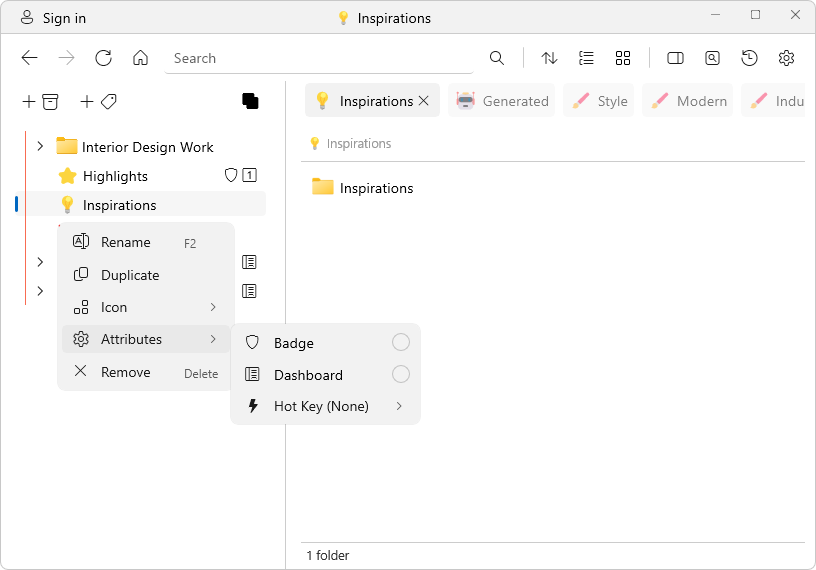 Sign in
Inspirations
Search
Interior Design Work
Highlights
1
Inspirations
Rename F2
Duplicate
Icon
Attributes
Remove Delete
Badge
Dashboard
Hot Key (None)
Inspirations Generated Style Modern Indu
Inspirations
Inspirations
1 folder